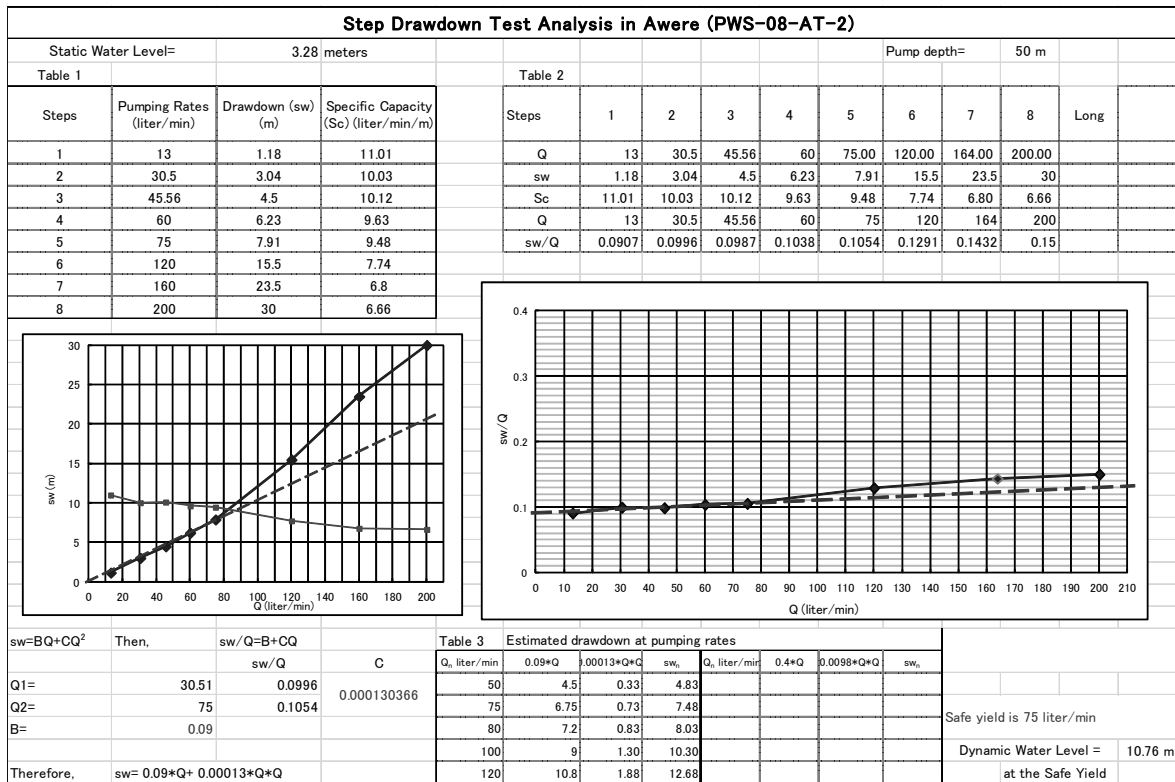 Step Drawdown Test Analysis in Awere (PWS-08-AT-2)
Static Water Level= 3.28 meters Pump depth= 50 m
Table 1
Steps Pumping Rates (liter/min) Drawdown (sw) (m) Specific Capacity (Sc) (liter/min/m)
1 13 1.18 11.01
2 30.5 3.04 10.03
3 45.56 4.5 10.12
4 60 6.23 9.63
5 75 7.91 9.48
6 120 15.5 7.74
7 160 23.5 6.8
8 200 30 6.66
Table 2
Steps 1 2 3 4 5 6 7 8 Long
Q 13 30.5 45.56 60 75.00 120.00 164.00 200.00
sw 1.18 3.04 4.5 6.23 7.91 15.5 23.5 30
Sc 11.01 10.03 10.12 9.63 9.48 7.74 6.80 6.66
Q 13 30.5 45.56 60 75 120 164 200
sw/Q 0.0907 0.0996 0.0987 0.1038 0.1054 0.1291 0.1432 0.15
30
25
20
15
10
5
0
sw (m)
0 20 40 60 80 100 120 140 160 180 200
Q (liter/min)
0.4
0.3
0.2
0.1
0
sw/Q
0 10 20 30 40 50 60 70 80 90 100 110 120 130 140 150 160 170 180 190 200 210
Q (liter/min)
sw=BQ+CQ² Then, sw/Q=B+CQ
sw/Q C
Q1= 30.51 0.0996 0.000130366
Q2= 75 0.1054
B= 0.09
Therefore, sw= 0.09*Q+ 0.00013*Q*Q
Table 3 Estimated drawdown at pumping rates
Qₙ liter/min 0.09*Q 0.00013*Q*Q swₙ Qₙ liter/min 0.4*Q 0.0098*Q*Q swₙ
50 4.5 0.33 4.83
75 6.75 0.73 7.48
80 7.2 0.83 8.03
100 9 1.30 10.30
120 10.8 1.88 12.68
Safe yield is 75 liter/min
Dynamic Water Level = 10.76 m
at the Safe Yield